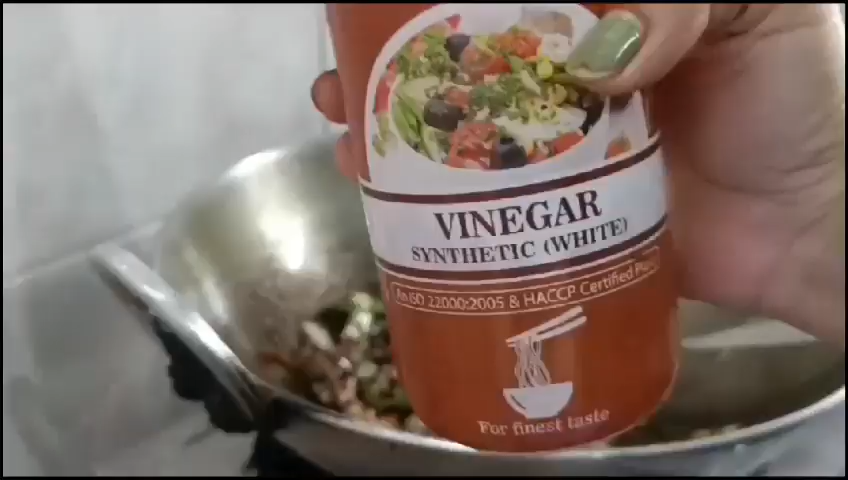 VINEGAR
SYNTHETIC (WHITE)
An ISO 22000:2005 & HACCP Certified
For finest taste